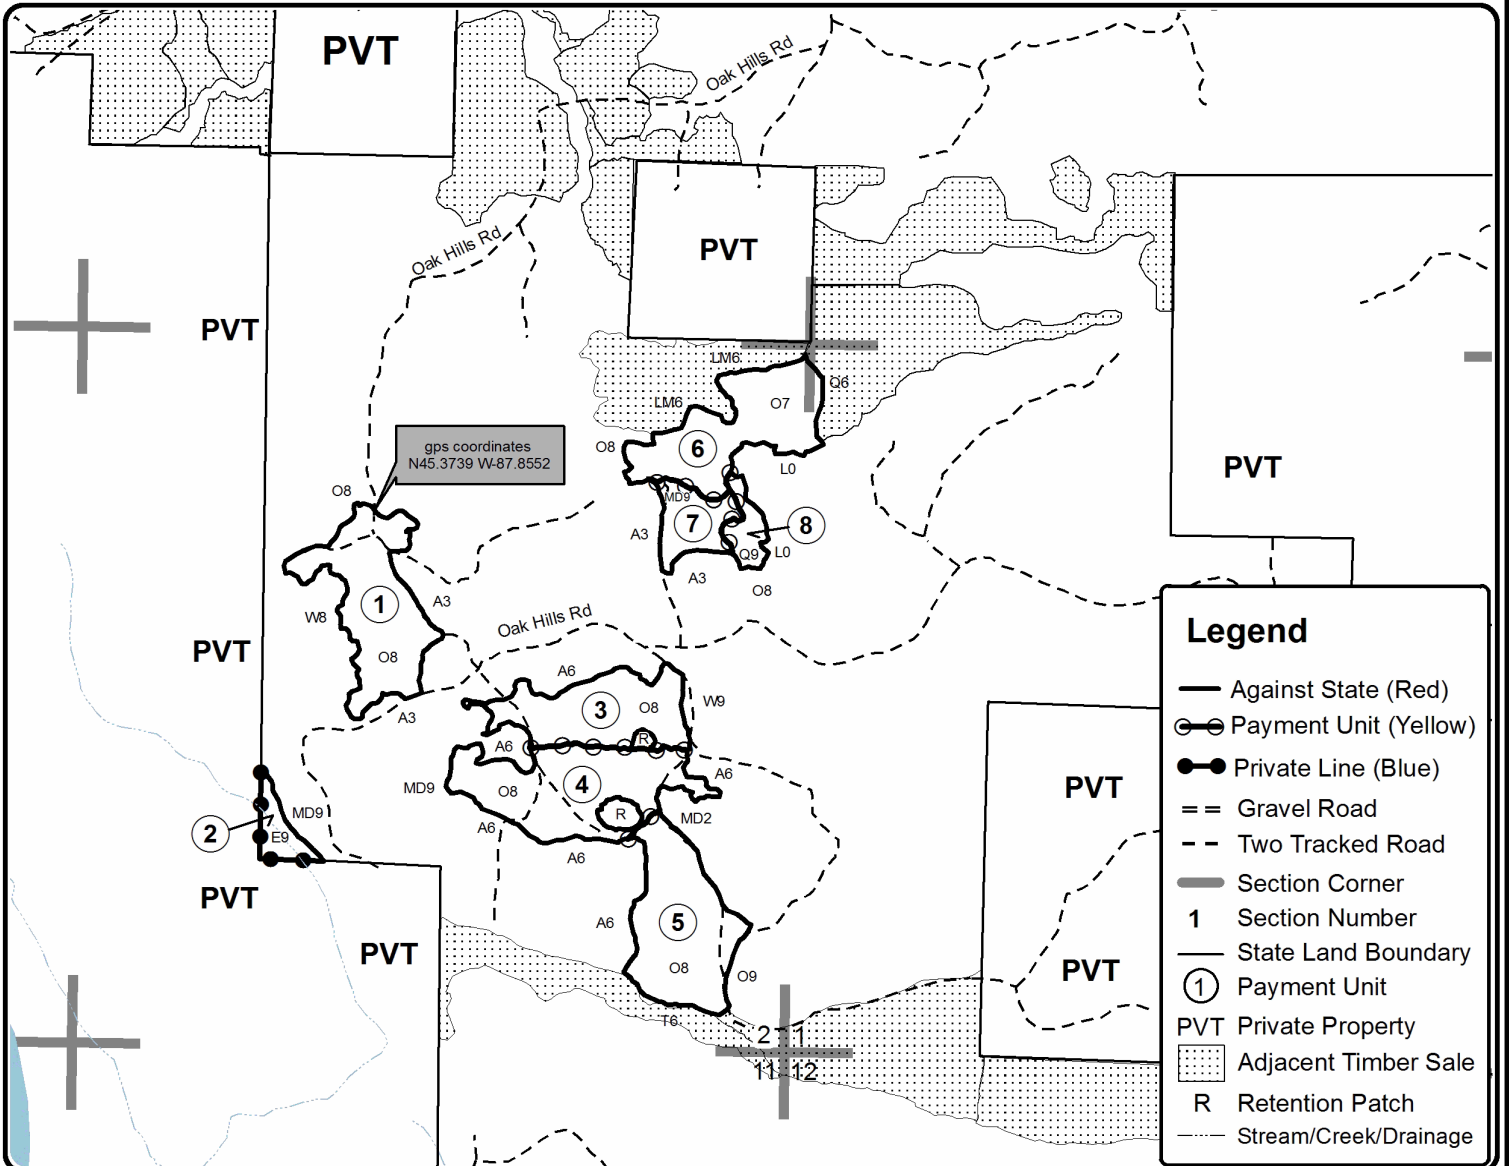 PVT
Oak Hills Rd
Oak Hills Rd
PVT
PVT
LM6
Q6
LM6
O7
gps coordinates
N45.3739 W-87.8552
O8
6
L0
PVT
O8
MD9
7
8
A3
Q9
L0
A3
O8
1
A3
W8
Oak Hills Rd
PVT
O8
A6
3
O8
W9
A3
R
A6
A6
4
MD9
O8
R
MD2
2
MD9
E9
A6
A6
PVT
A6
5
PVT
O8
O9
T6
2 1
11 12
PVT
PVT
Legend
Against State (Red)
Payment Unit (Yellow)
Private Line (Blue)
Gravel Road
Two Tracked Road
Section Corner
1 Section Number
State Land Boundary
1 Payment Unit
PVT Private Property
Adjacent Timber Sale
R Retention Patch
Stream/Creek/Drainage